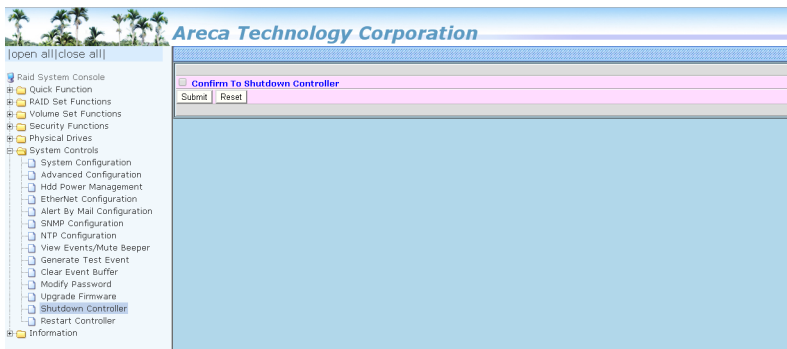 Areca Technology Corporation
|open all|close all|
Raid System Console
Quick Function
RAID Set Functions
Volume Set Functions
Security Functions
Physical Drives
System Controls
System Configuration
Advanced Configuration
Hdd Power Management
EtherNet Configuration
Alert By Mail Configuration
SNMP Configuration
NTP Configuration
View Events/Mute Beeper
Generate Test Event
Clear Event Buffer
Modify Password
Upgrade Firmware
Shutdown Controller
Restart Controller
Information
Confirm To Shutdown Controller
Submit Reset